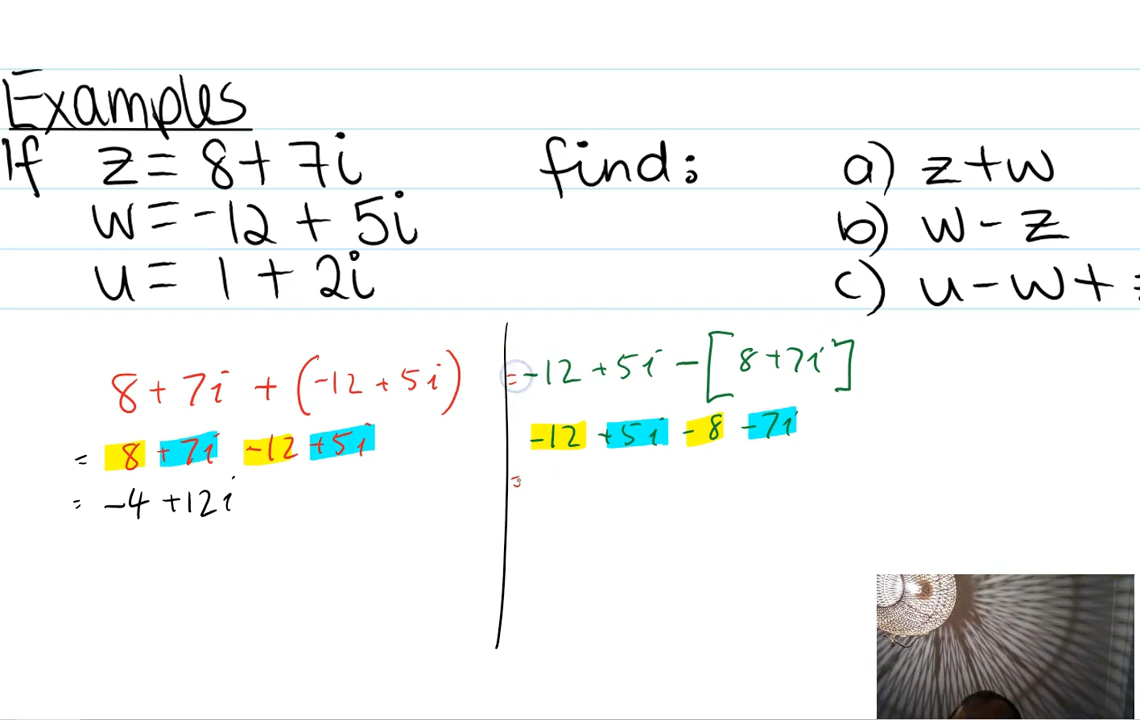 Examples
If z = 8 + 7i find: a) z + w
w = -12 + 5i b) w - z
u = 1 + 2i c) u - w +
8 + 7i + (-12 + 5i)
= 8 + 7i -12 + 5i
= -4 + 12i
= -12 + 5i - [8 + 7i]
-12 + 5i - 8 - 7i
=